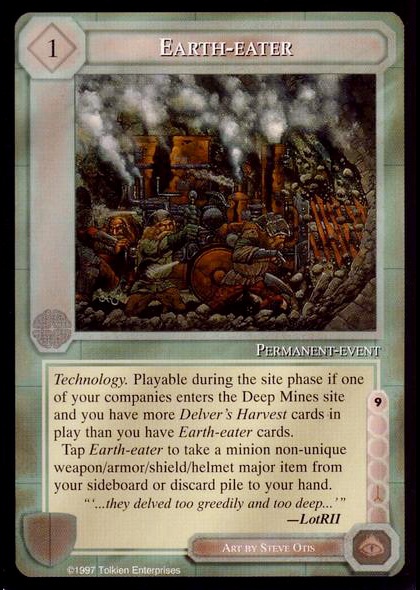 1
EARTH-EATER
PERMANENT-EVENT
Technology. Playable during the site phase if one
of your companies enters the Deep Mines site
and you have more Delver's Harvest cards in
play than you have Earth-eater cards.
Tap Earth-eater to take a minion non-unique
weapon/armor/shield/helmet major item from
your sideboard or discard pile to your hand.
"'...they delved too greedily and too deep...'"
—LotRII
9
ART BY STEVE OTIS
©1997 Tolkien Enterprises